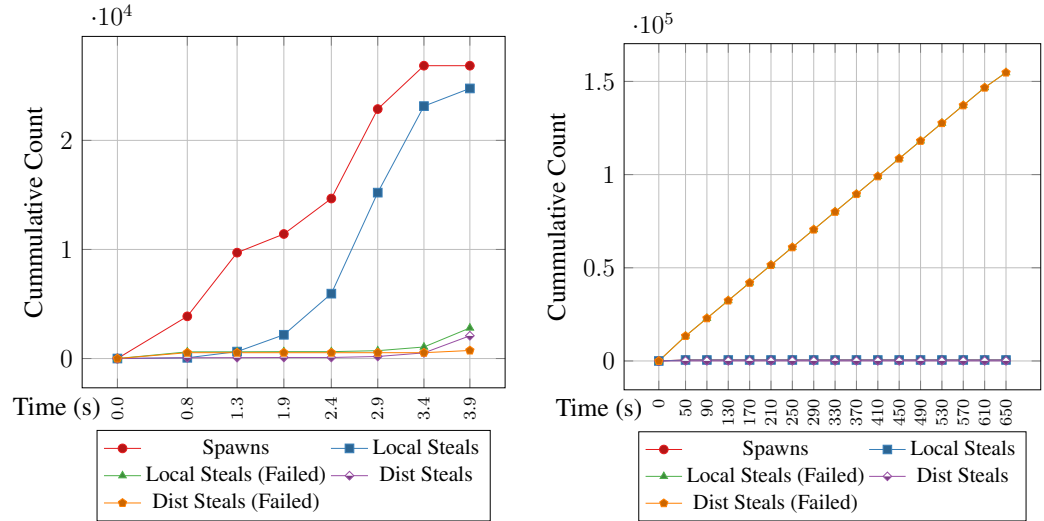 ·10^4
2
1
0
Cummulative Count
Time (s)
0.0
0.8
1.3
1.9
2.4
2.9
3.4
3.9
Spawns
Local Steals
Local Steals (Failed)
Dist Steals
Dist Steals (Failed)
·10^5
1.5
1
0.5
0
Cummulative Count
Time (s)
0
50
90
130
170
210
250
290
330
370
410
450
490
530
570
610
650
Spawns
Local Steals
Local Steals (Failed)
Dist Steals
Dist Steals (Failed)